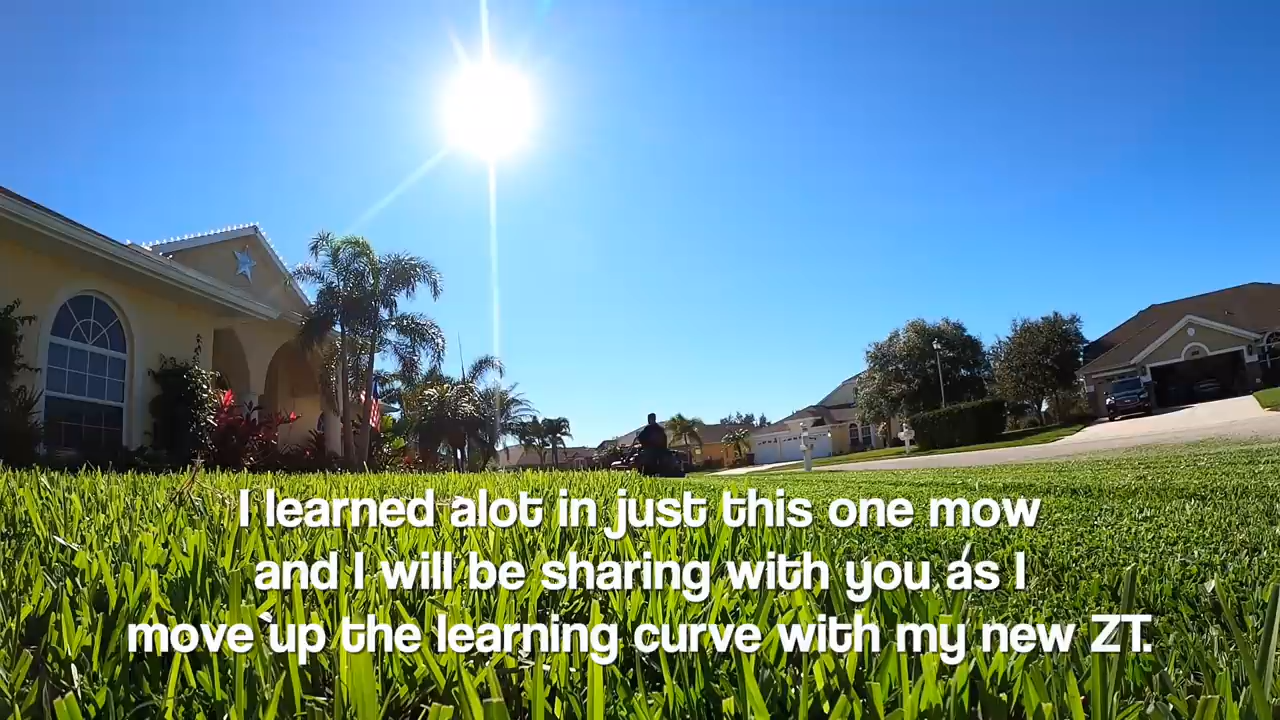 I learned alot in just this one mow
and I will be sharing with you as I
move up the learning curve with my new ZT.